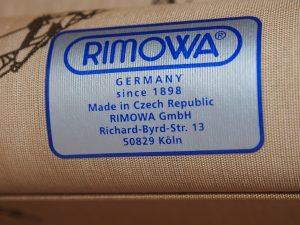 RIMOWA®
GERMANY
since 1898
Made in Czech Republic
RIMOWA GmbH
Richard-Byrd-Str. 13
50829 Köln